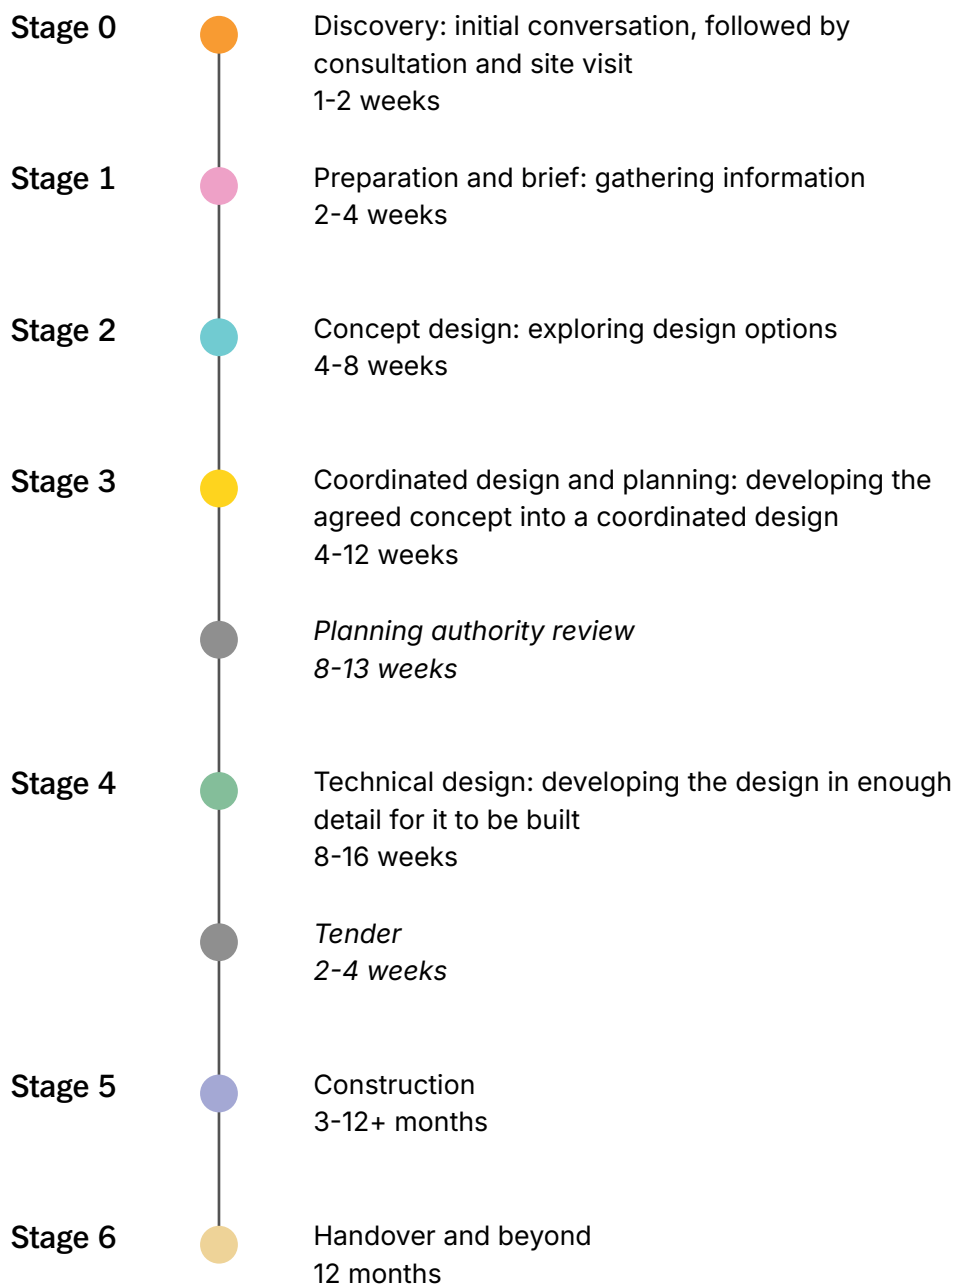 Stage 0
Discovery: initial conversation, followed by
consultation and site visit
1-2 weeks
Stage 1
Preparation and brief: gathering information
2-4 weeks
Stage 2
Concept design: exploring design options
4-8 weeks
Stage 3
Coordinated design and planning: developing the
agreed concept into a coordinated design
4-12 weeks
Planning authority review
8-13 weeks
Stage 4
Technical design: developing the design in enough
detail for it to be built
8-16 weeks
Tender
2-4 weeks
Stage 5
Construction
3-12+ months
Stage 6
Handover and beyond
12 months